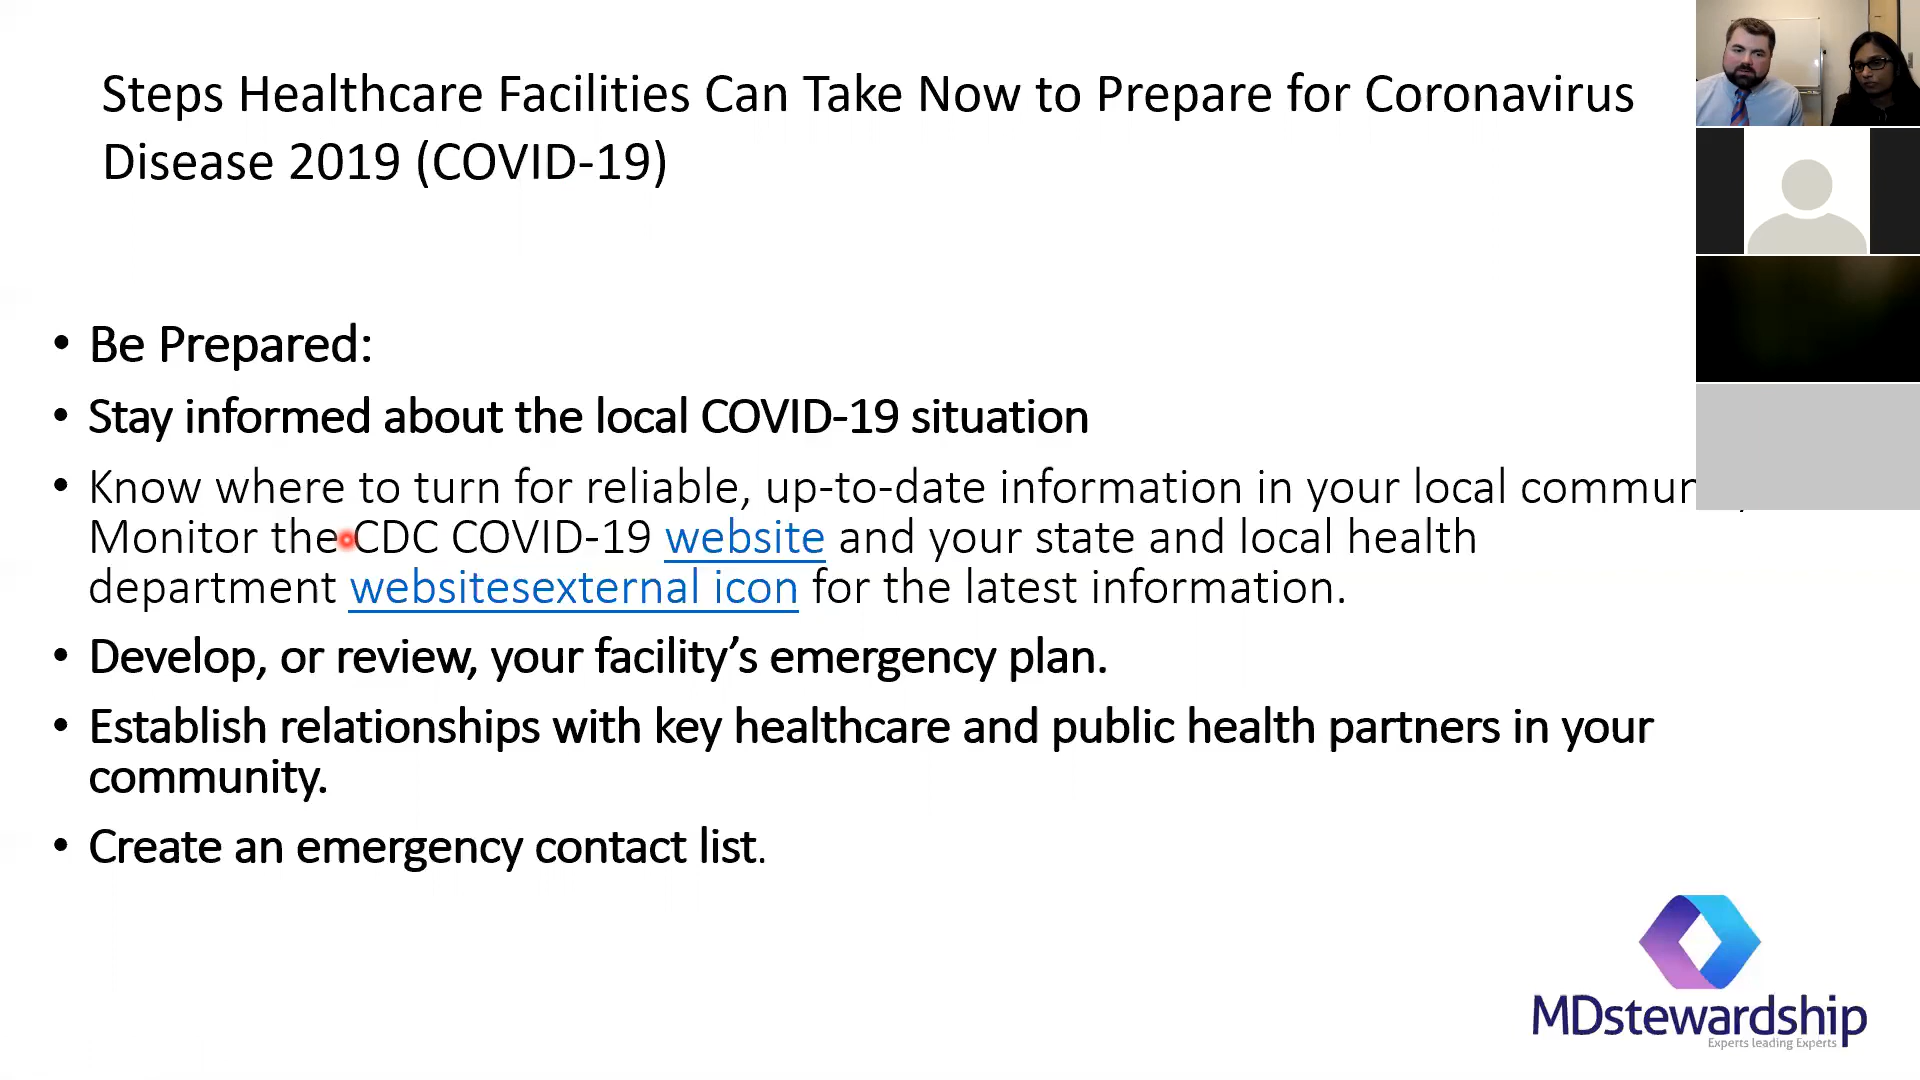 Steps Healthcare Facilities Can Take Now to Prepare for Coronavirus
Disease 2019 (COVID-19)
• Be Prepared:
• Stay informed about the local COVID-19 situation
• Know where to turn for reliable, up-to-date information in your local
Monitor the CDC COVID-19 website and your state and local health
department websitesexternal icon for the latest information.
• Develop, or review, your facility’s emergency plan.
• Establish relationships with key healthcare and public health partners in your
community.
• Create an emergency contact list.
MDstewardship
Experts leading Experts